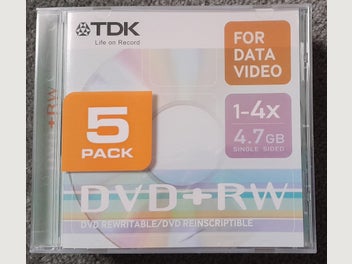 TDK
Life on Record
FOR
DATA
VIDEO
5
PACK
1-4x
4.7GB
SINGLE SIDED
DVD+RW
DVD REWRITABLE/DVD REINSCRIPTIBLE
+RW